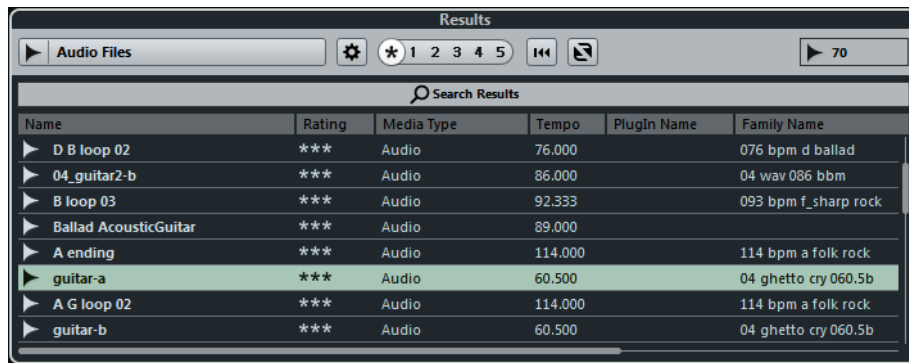 Results
Audio Files * 1 2 3 4 5 70
Search Results
Name Rating Media Type Tempo PlugIn Name Family Name
D B loop 02 *** Audio 76.000 076 bpm d ballad
04_guitar2-b *** Audio 86.000 04 wav 086 bbm
B loop 03 *** Audio 92.333 093 bpm f_sharp rock
Ballad AcousticGuitar *** Audio 89.000
A ending *** Audio 114.000 114 bpm a folk rock
guitar-a *** Audio 60.500 04 ghetto cry 060.5b
A G loop 02 *** Audio 114.000 114 bpm a folk rock
guitar-b *** Audio 60.500 04 ghetto cry 060.5b